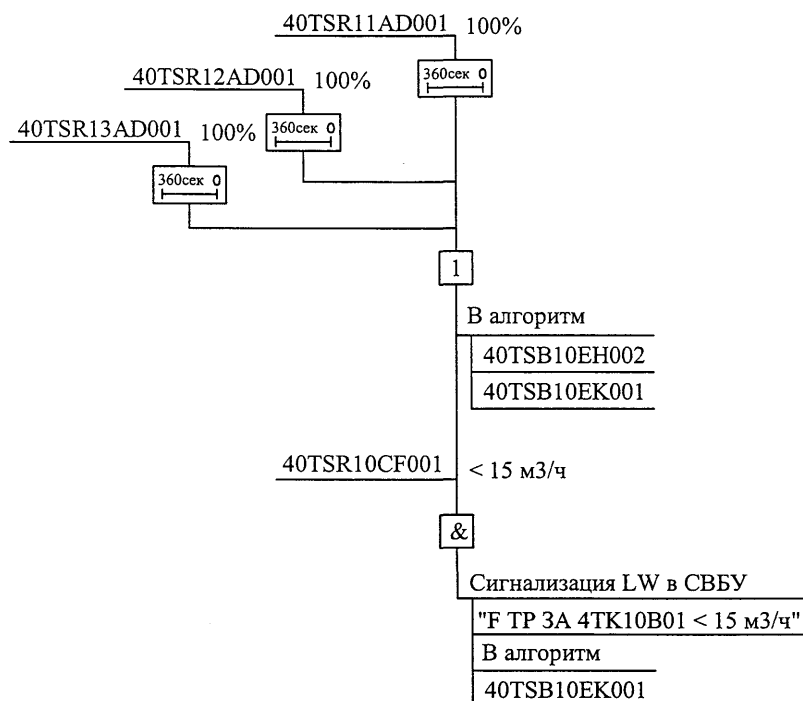 40TSR11AD001 100%
360сек 0
40TSR12AD001 100%
360сек 0
40TSR13AD001 100%
360сек 0
1
В алгоритм
40TSB10EH002
40TSB10EK001
40TSR10CF001 < 15 м3/ч
&
Сигнализация LW в СВБУ
"F ТР ЗА 4ТК10В01 < 15 м3/ч"
В алгоритм
40TSB10EK001